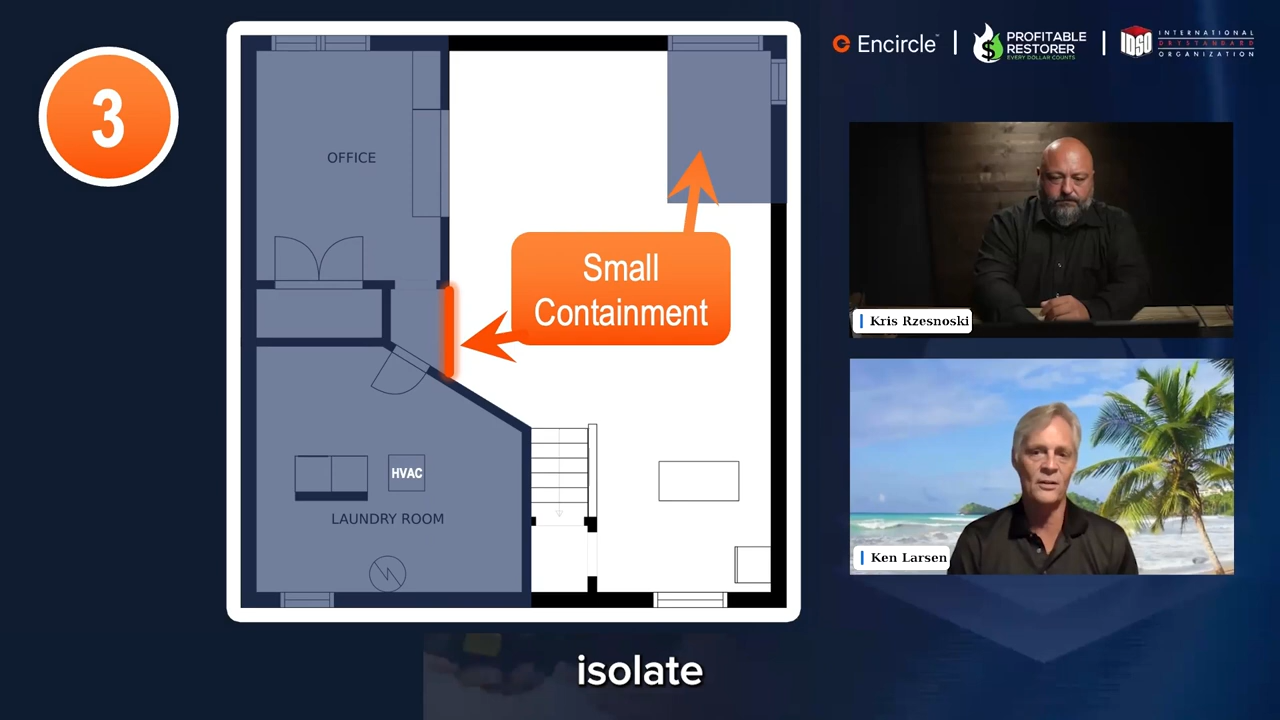 3
OFFICE
HVAC
LAUNDRY ROOM
Small
Containment
Encircle
PROFITABLE
RESTORER
EVERY DOLLAR COUNTS
IDSO
INTERNATIONAL
DRYSTANDARD
ORGANIZATION
Kris Rzesnoski
Ken Larsen
isolate